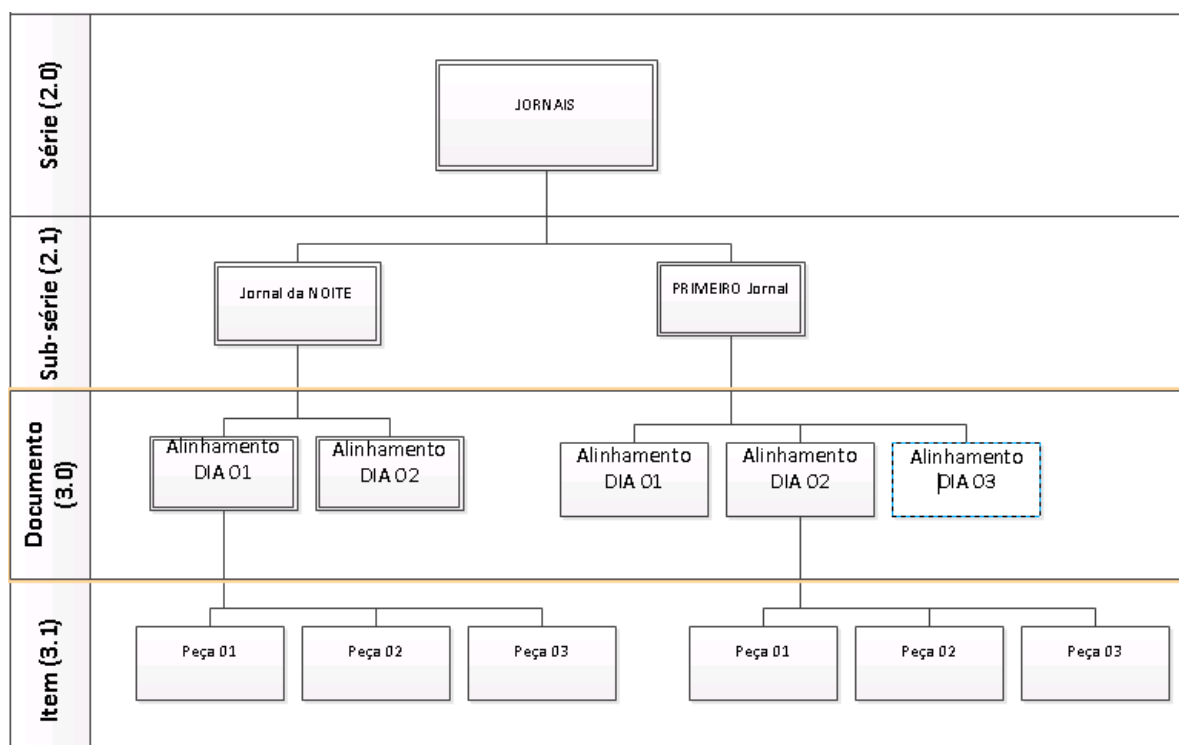 Série (2.0)
JORNAIS
Sub-série (2.1)
Jornal da NOITE
PRIMEIRO Jornal
Documento
(3.0)
Alinhamento
DIA 01
Alinhamento
DIA 02
Alinhamento
DIA 01
Alinhamento
DIA 02
Alinhamento
DIA 03
Item (3.1)
Peça 01
Peça 02
Peça 03
Peça 01
Peça 02
Peça 03